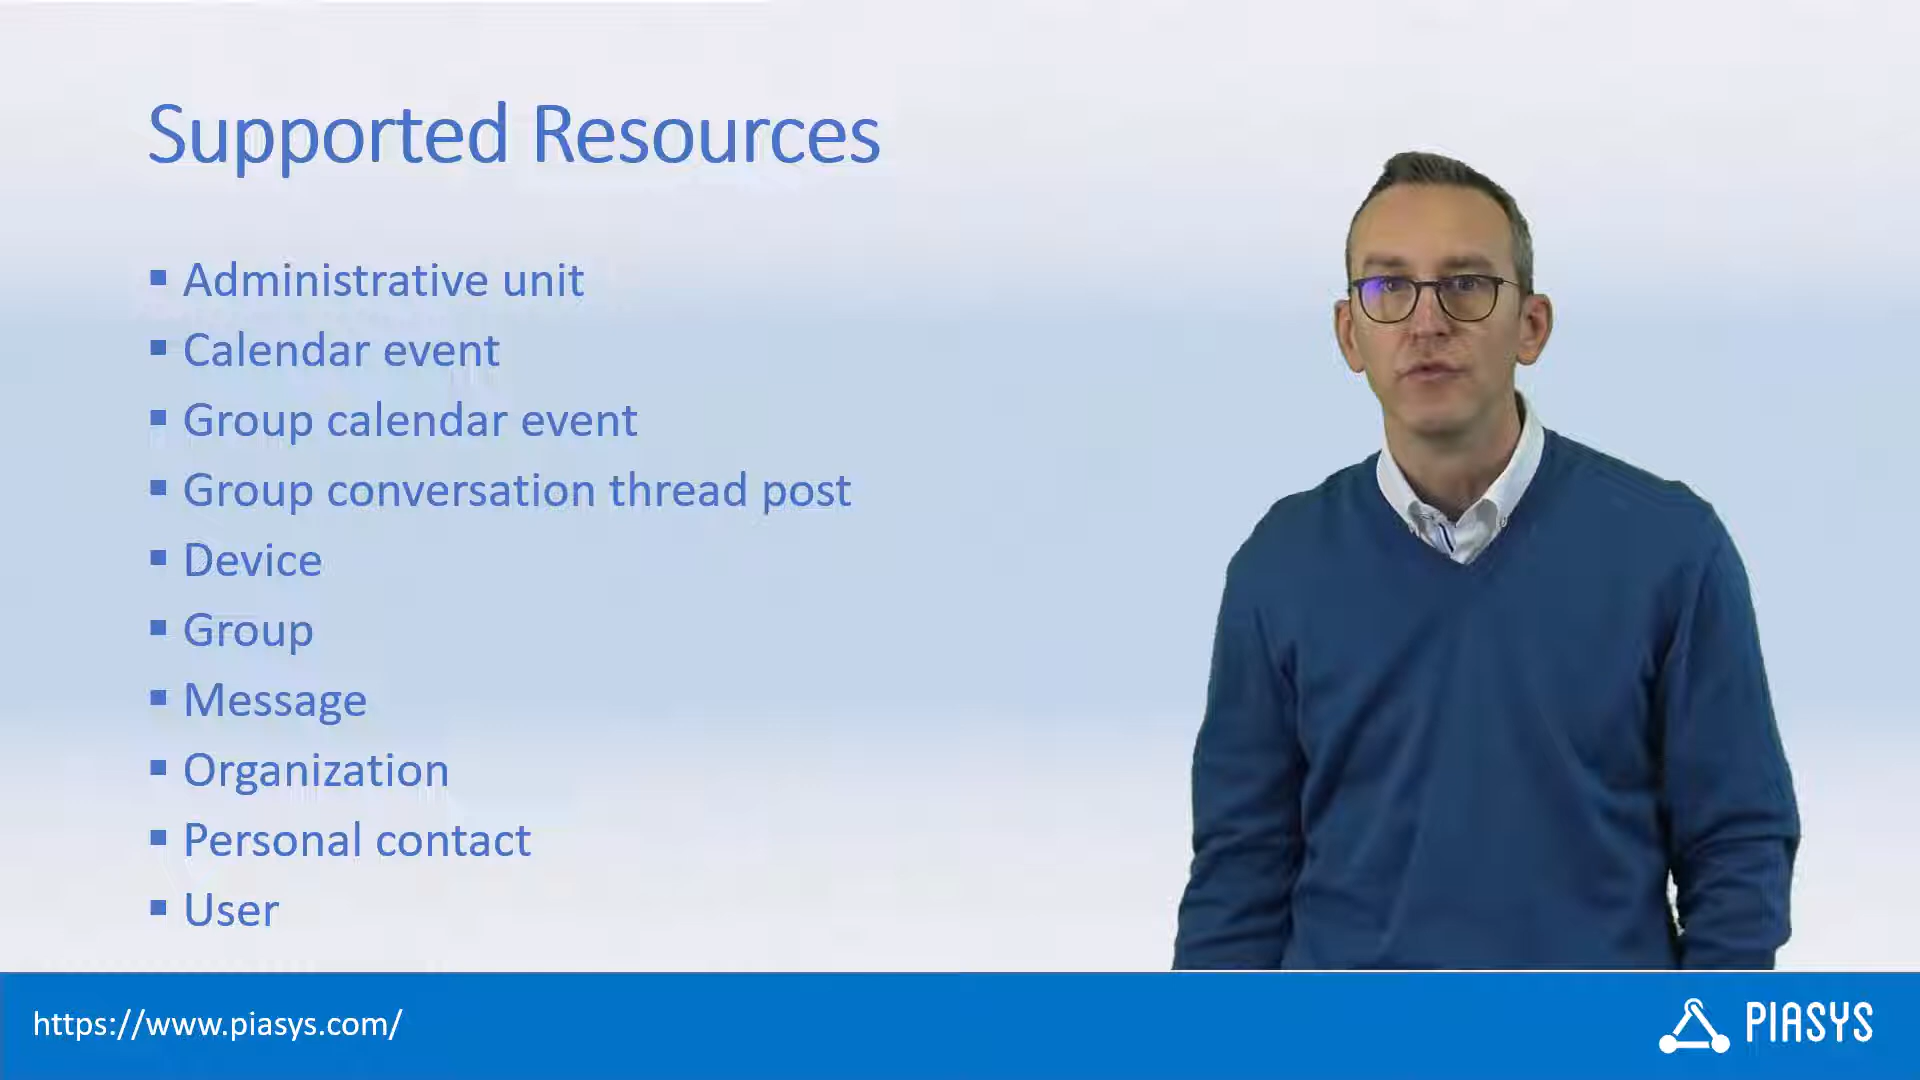 Supported Resources
Administrative unit
Calendar event
Group calendar event
Group conversation thread post
Device
Group
Message
Organization
Personal contact
User
https://www.piasys.com/
PIASYS